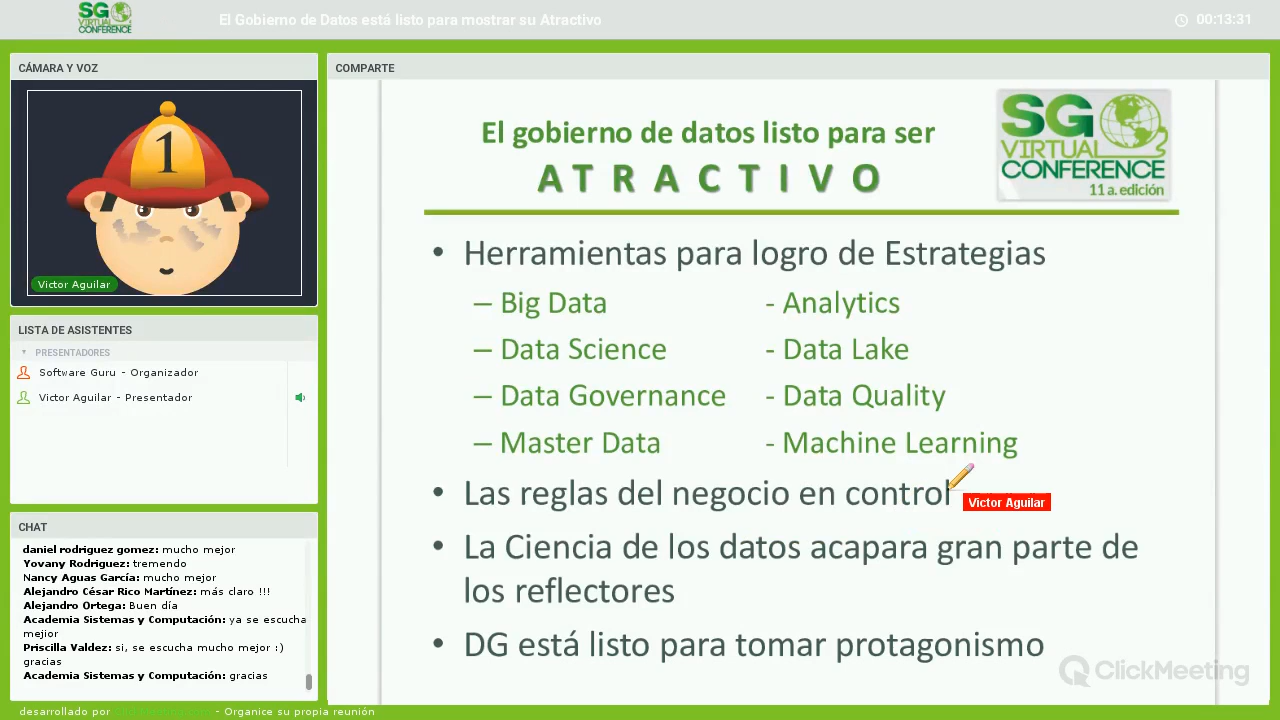 SG
VIRTUAL
CONFERENCE
El Gobierno de Datos está listo para mostrar su Atractivo
00:13:31
CÁMARA Y VOZ
1
Victor Aguilar
LISTA DE ASISTENTES
PRESENTADORES
Software Guru - Organizador
Victor Aguilar - Presentador
CHAT
daniel rodriguez gomez: mucho mejor
Yovany Rodriguez: tremendo
Nancy Aguas García: mucho mejor
Alejandro César Rico Martínez: más claro !!!
Alejandro Ortega: Buen día
Academia Sistemas y Computación: ya se escucha
mejior
Priscilla Valdez: si, se escucha mucho mejor :)
gracias
Academia Sistemas y Computación: gracias
COMPARTE
El gobierno de datos listo para ser
A T R A C T I V O
SG
VIRTUAL
CONFERENCE
11 a. edición
• Herramientas para logro de Estrategias
– Big Data - Analytics
– Data Science - Data Lake
– Data Governance - Data Quality
– Master Data - Machine Learning
• Las reglas del negocio en control
Victor Aguilar
• La Ciencia de los datos acapara gran parte de
los reflectores
• DG está listo para tomar protagonismo
ClickMeeting
desarrollado por - Organice su propia reunión